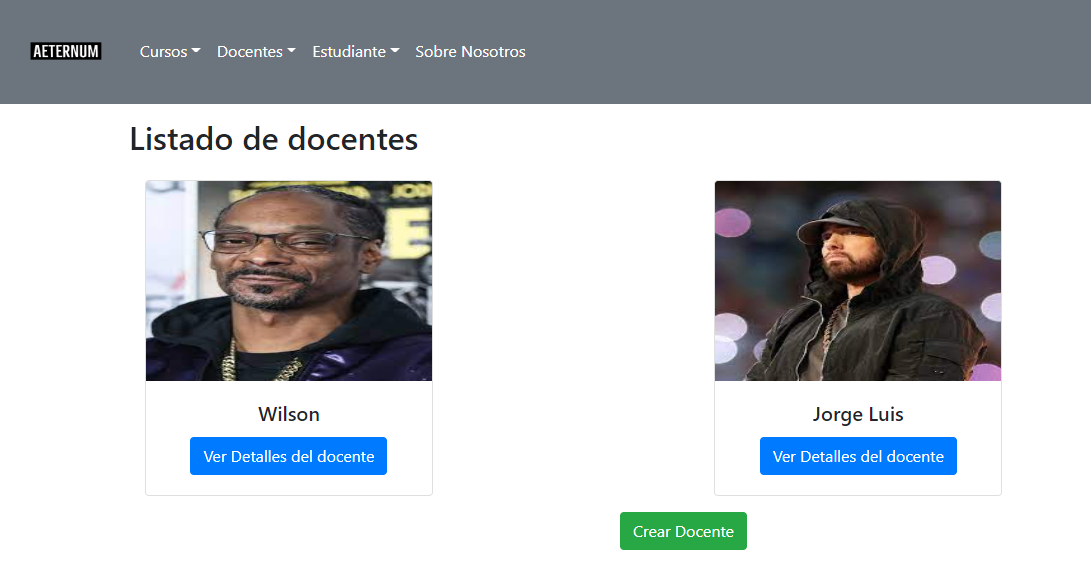 AETERNUM Cursos Docentes Estudiante Sobre Nosotros
Listado de docentes
E
Wilson
Jorge Luis
Ver Detalles del docente
Ver Detalles del docente
Crear Docente